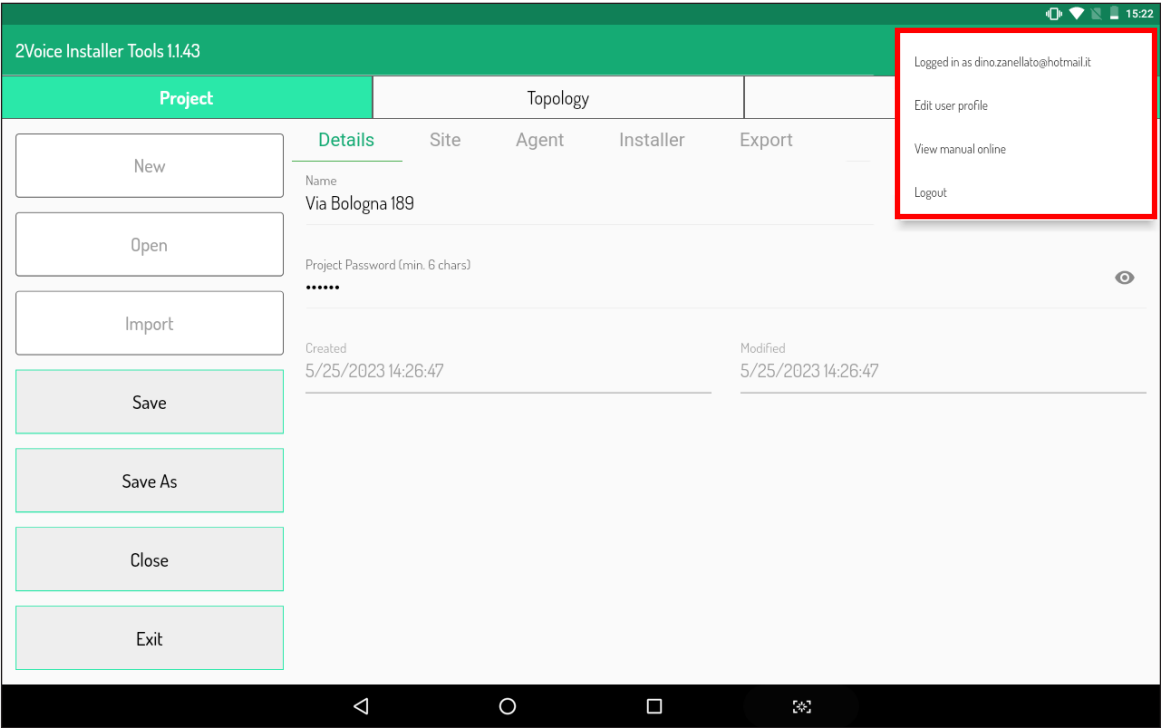 15:22
2Voice Installer Tools 1.1.43
Logged in as dino.zanellato@hotmail.it
Edit user profile
View manual online
Logout
Project
Topology
Details Site Agent Installer Export
New
Open
Import
Save
Save As
Close
Exit
Name
Via Bologna 189
Project Password (min. 6 chars)
••••••
Created
5/25/2023 14:26:47
Modified
5/25/2023 14:26:47